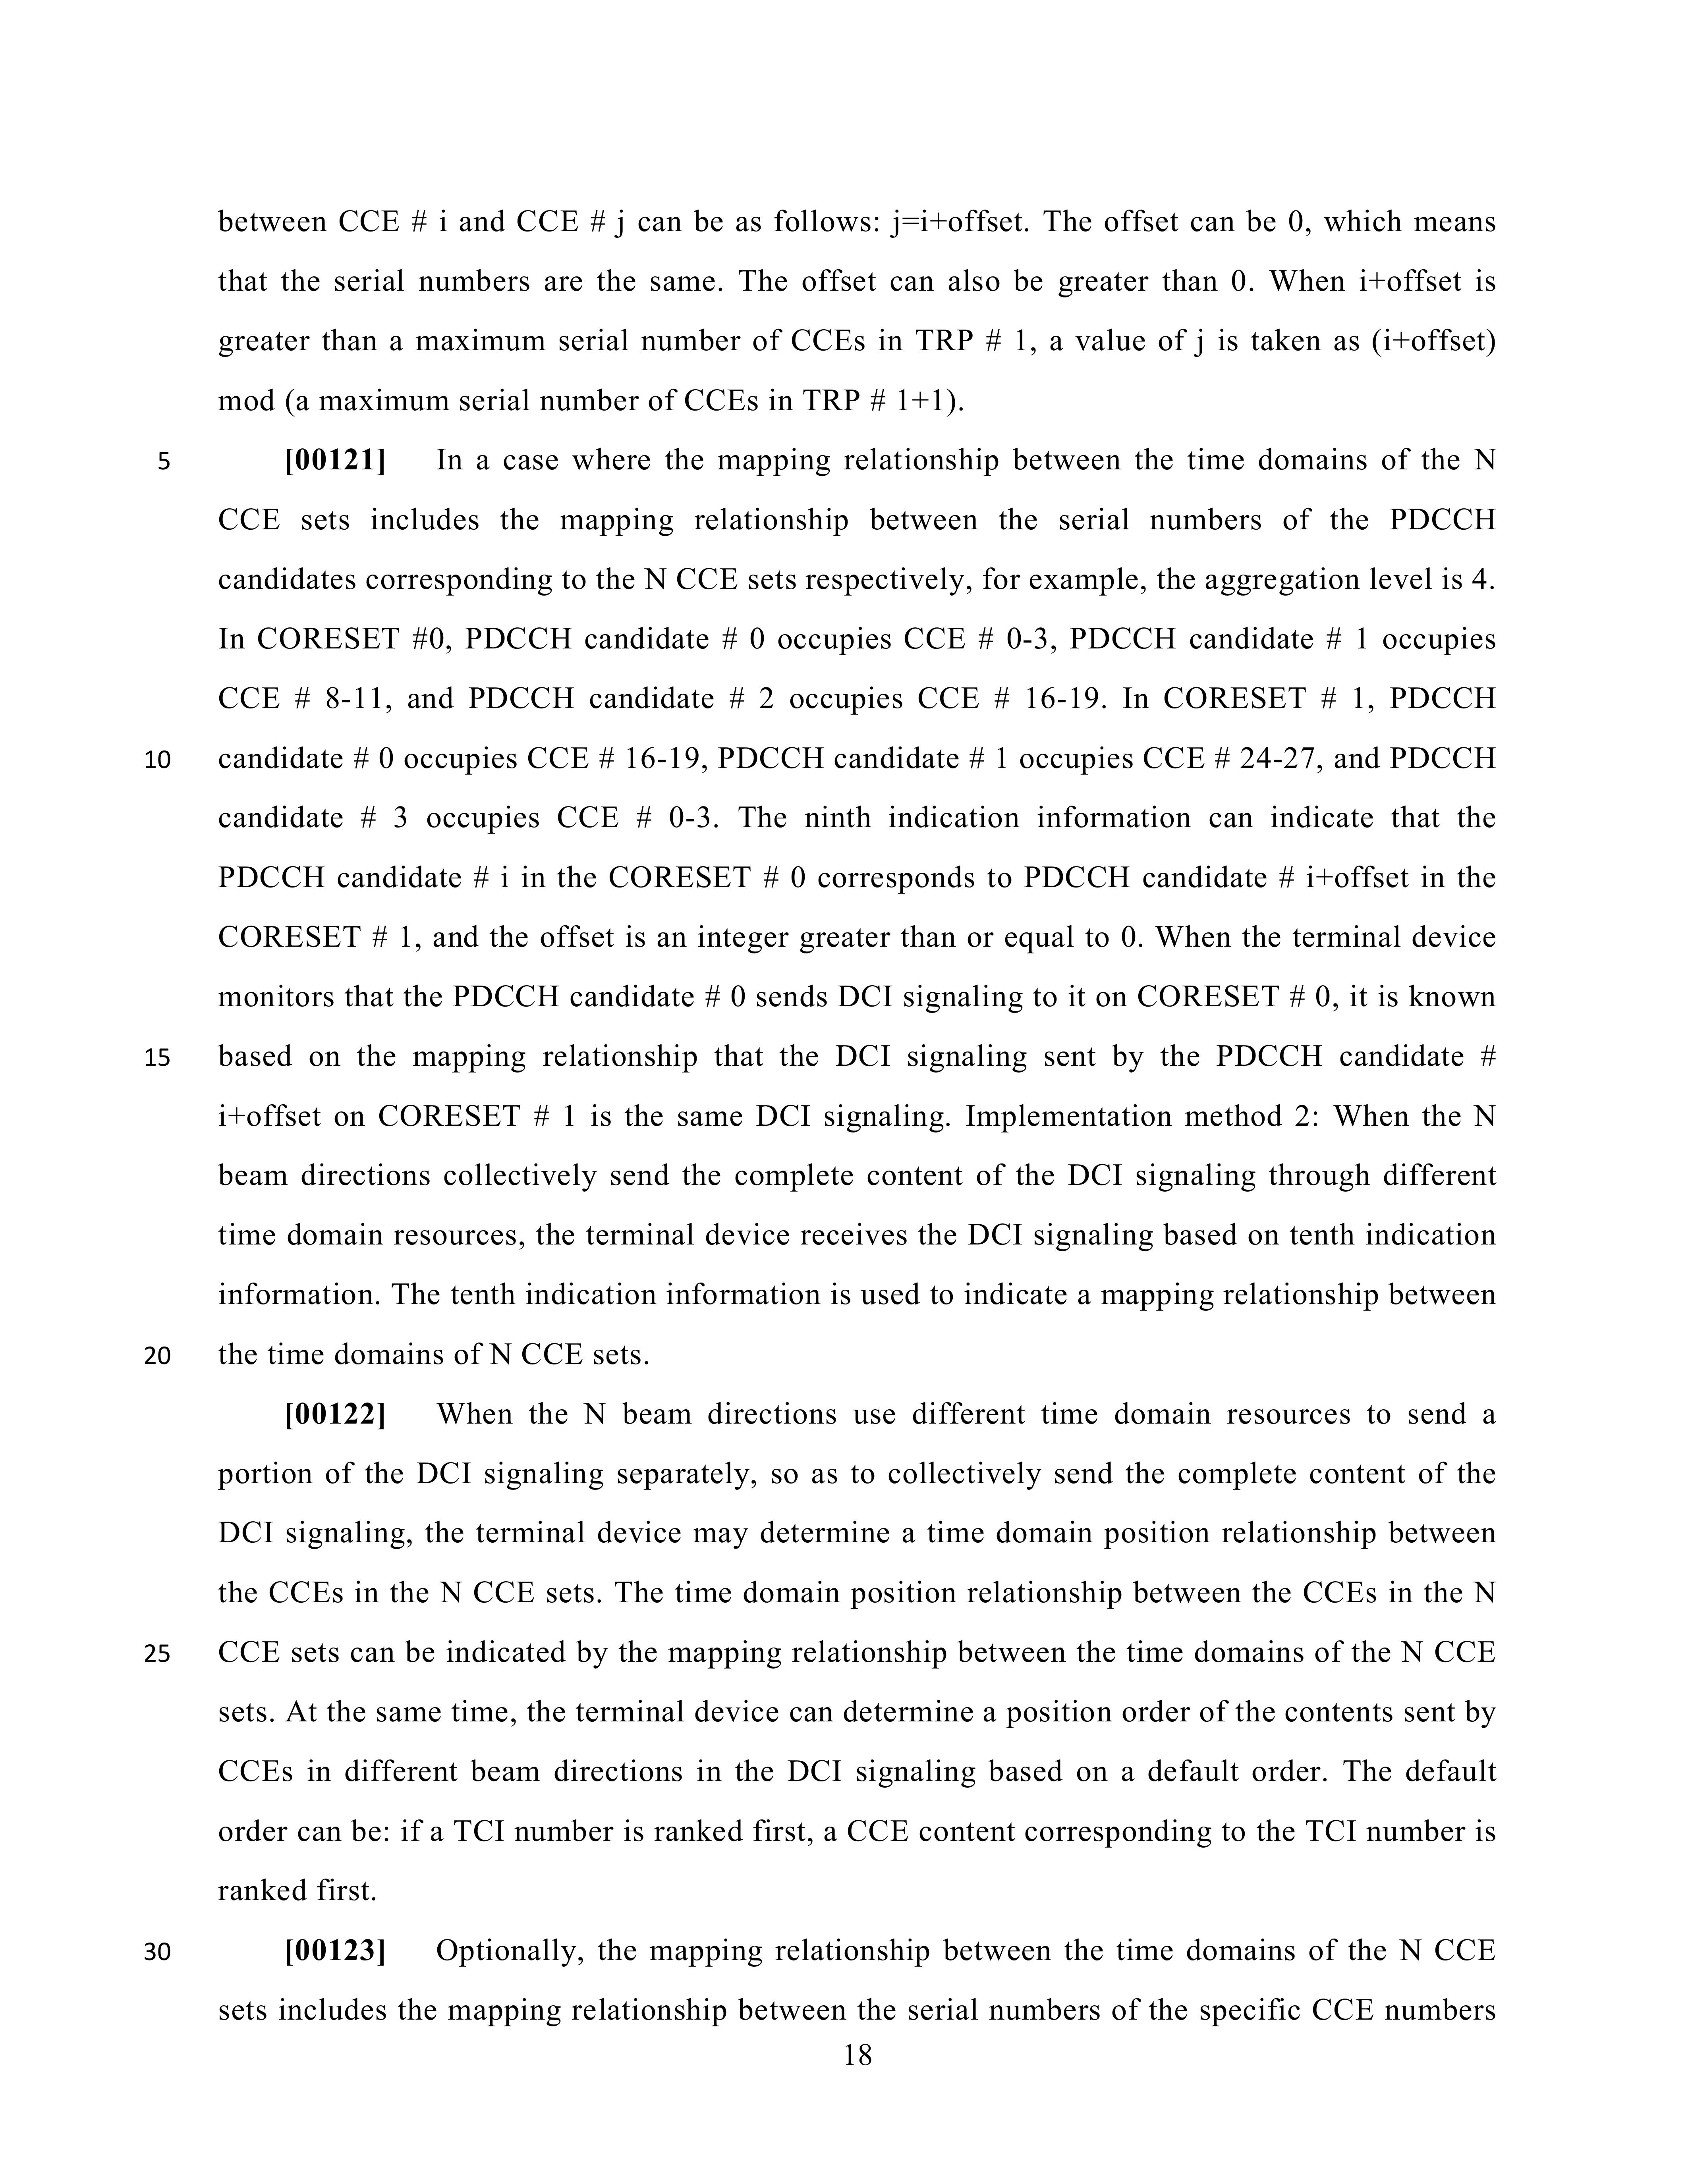 between CCE # i and CCE # j can be as follows: j=i+offset. The offset can be 0, which means
that the serial numbers are the same. The offset can also be greater than 0. When i+offset is
greater than a maximum serial number of CCEs in TRP # 1, a value of j is taken as (i+offset)
mod (a maximum serial number of CCEs in TRP # 1+1).
5 [00121] In a case where the mapping relationship between the time domains of the N
CCE sets includes the mapping relationship between the serial numbers of the PDCCH
candidates corresponding to the N CCE sets respectively, for example, the aggregation level is 4.
In CORESET #0, PDCCH candidate # 0 occupies CCE # 0-3, PDCCH candidate # 1 occupies
CCE # 8-11, and PDCCH candidate # 2 occupies CCE # 16-19. In CORESET # 1, PDCCH
10 candidate # 0 occupies CCE # 16-19, PDCCH candidate # 1 occupies CCE # 24-27, and PDCCH
candidate # 3 occupies CCE # 0-3. The ninth indication information can indicate that the
PDCCH candidate # i in the CORESET # 0 corresponds to PDCCH candidate # i+offset in the
CORESET # 1, and the offset is an integer greater than or equal to 0. When the terminal device
monitors that the PDCCH candidate # 0 sends DCI signaling to it on CORESET # 0, it is known
15 based on the mapping relationship that the DCI signaling sent by the PDCCH candidate #
i+offset on CORESET # 1 is the same DCI signaling. Implementation method 2: When the N
beam directions collectively send the complete content of the DCI signaling through different
time domain resources, the terminal device receives the DCI signaling based on tenth indication
information. The tenth indication information is used to indicate a mapping relationship between
20 the time domains of N CCE sets.
[00122] When the N beam directions use different time domain resources to send a
portion of the DCI signaling separately, so as to collectively send the complete content of the
DCI signaling, the terminal device may determine a time domain position relationship between
the CCEs in the N CCE sets. The time domain position relationship between the CCEs in the N
25 CCE sets can be indicated by the mapping relationship between the time domains of the N CCE
sets. At the same time, the terminal device can determine a position order of the contents sent by
CCEs in different beam directions in the DCI signaling based on a default order. The default
order can be: if a TCI number is ranked first, a CCE content corresponding to the TCI number is
ranked first.
30 [00123] Optionally, the mapping relationship between the time domains of the N CCE
sets includes the mapping relationship between the serial numbers of the specific CCE numbers
18